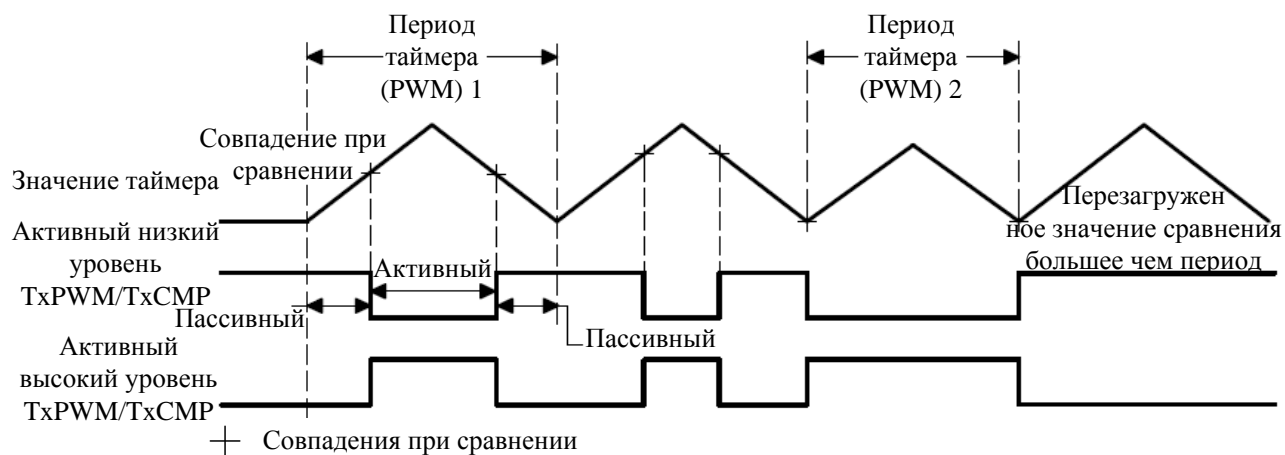 Период
таймера
(PWM) 1
Период
таймера
(PWM) 2
Совпадение при
сравнении
Значение таймера
Перезагружен
ное значение сравнения
большее чем период
Активный низкий
уровень
TxPWM/TxCMP
Активный
Пассивный
Пассивный
Активный
высокий уровень
TxPWM/TxCMP
Совпадения при сравнении